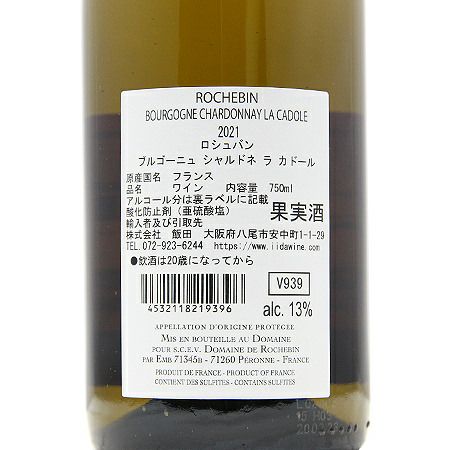 ROCHEBIN
BOURGOGNE CHARDONNAY LA CADOLE
2021
ロシュバン
ブルゴーニュ シャルドネ ラ カドール
原産国名 フランス
品名 ワイン 内容量 750ml
アルコール分は裏ラベルに記載
酸化防止剤（亜硫酸塩）
果実酒
輸入者及び引取先
株式会社 飯田 大阪府八尾市安中町1-1-29
TEL.072-923-6244 https://www.iidawine.com
●飲酒は20歳になってから
V939
4532118219396
alc. 13%
APPELLATION D'ORIGINE PROTÉGÉE
MIS EN BOUTEILLE AU DOMAINE
POUR S.C.E.V. DOMAINE DE ROCHEBIN
PAR EMB 71345B - 71260 PÉRONNE - FRANCE
PRODUIT DE FRANCE - PRODUCT OF FRANCE
CONTIENT DES SULFITES - CONTAINS SULFITES